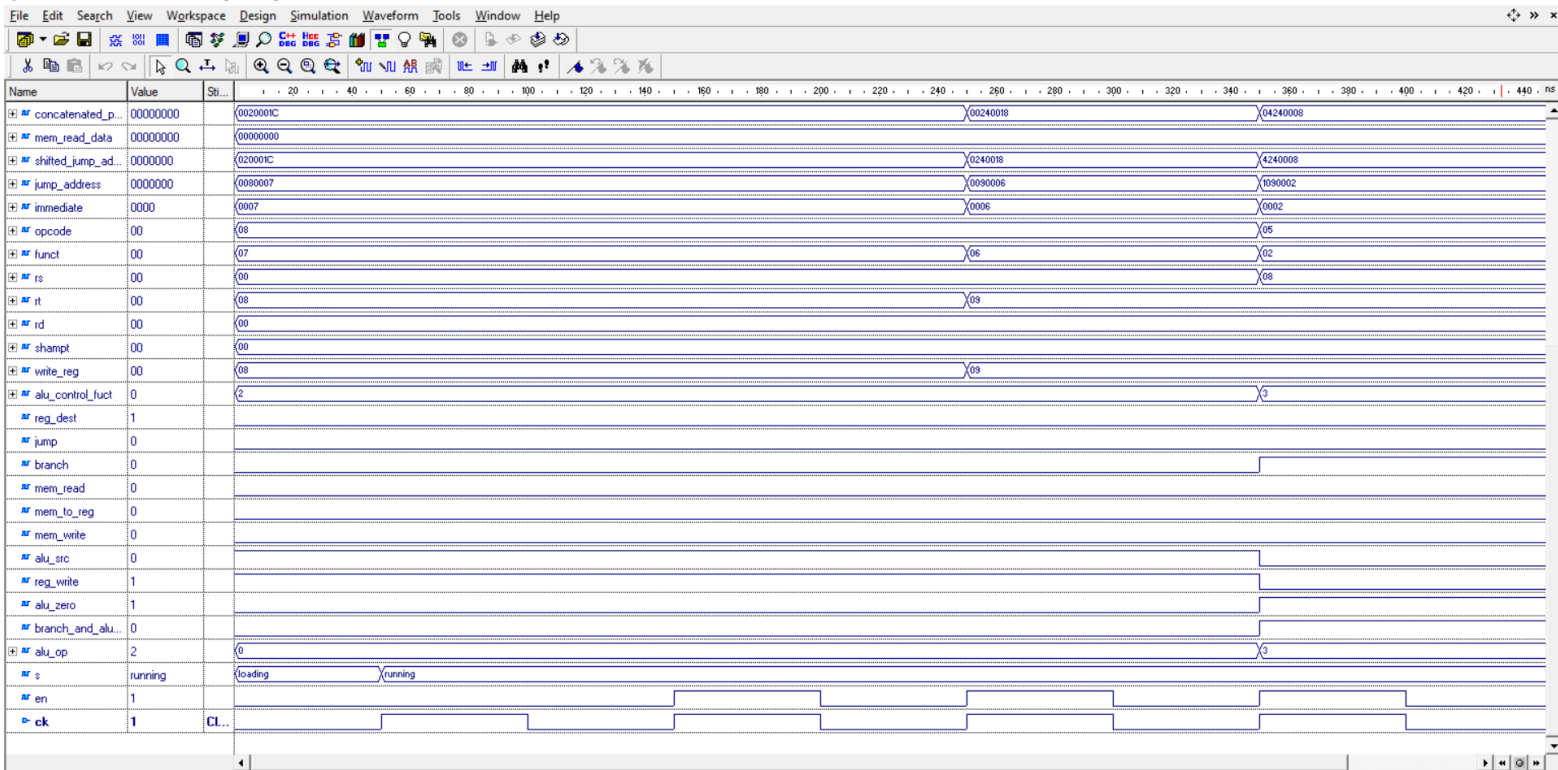 File Edit Search View Workspace Design Simulation Waveform Tools Window Help
C++ DBG HEC DBG
Name Value Sti... 20 40 60 80 100 120 140 160 180 200 220 240 260 280 300 320 340 360 380 400 420 440 ns
concatenated_p... 00000000 0020001C 00240018 04240008
mem_read_data 00000000 00000000
shifted_jump_ad... 0000000 020001C 0240018 4240008
jump_address 0000000 0080007 0090006 1090002
immediate 0000 0007 0006 0002
opcode 00 08 05
funct 00 07 06 02
rs 00 00 08
rt 00 08 09
rd 00 00
shampt 00 00
write_reg 00 08 09
alu_control_fuct 0 2 3
reg_dest 1
jump 0
branch 0
mem_read 0
mem_to_reg 0
mem_write 0
alu_src 0
reg_write 1
alu_zero 1
branch_and_alu... 0
alu_op 2 0 3
s running loading running
en 1
ck 1 Cl...